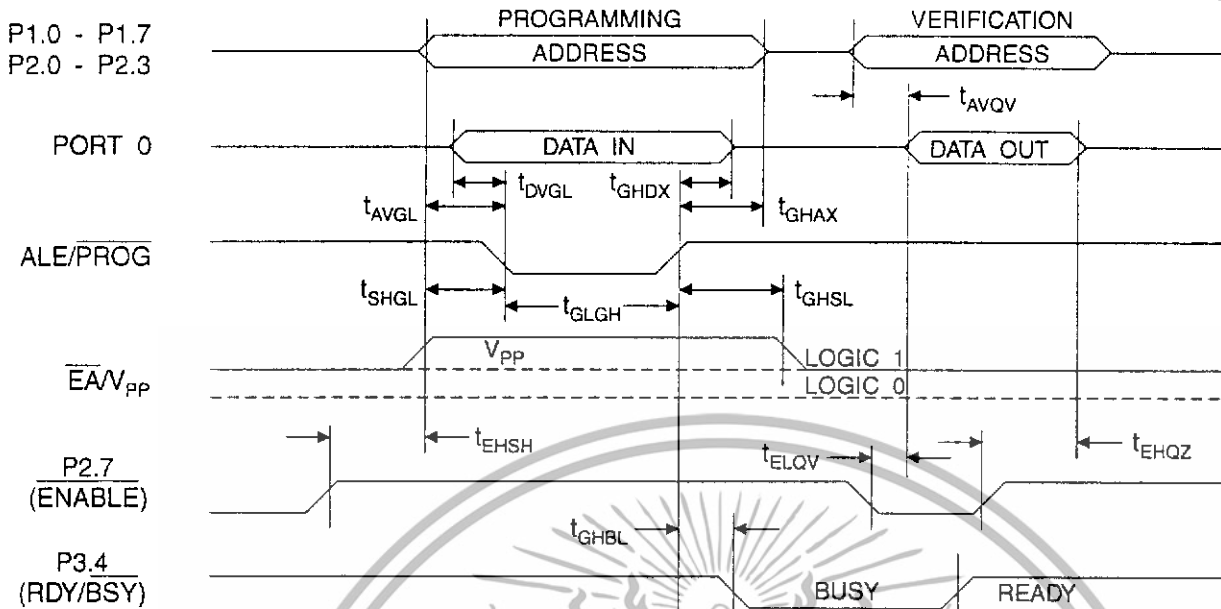 PROGRAMMING VERIFICATION
P1.0 - P1.7
P2.0 - P2.3
ADDRESS ADDRESS
tAVQV
PORT 0 DATA IN DATA OUT
tDVGL tGHDX
tAVGL tGHAX
ALE/PROG
tSHGL tGLGH tGHSL
EA/VPP VPP LOGIC 1
LOGIC 0
tEHSH tELQV tEHQZ
P2.7
(ENABLE)
tGHBL
P3.4
(RDY/BSY) BUSY READY